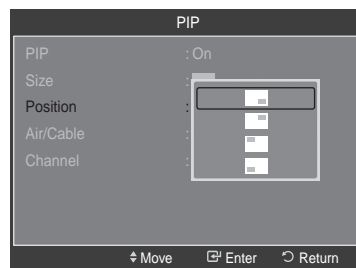 PIP
PIP : On
Size :
Position :
Air/Cable :
Channel :
Move Enter Return